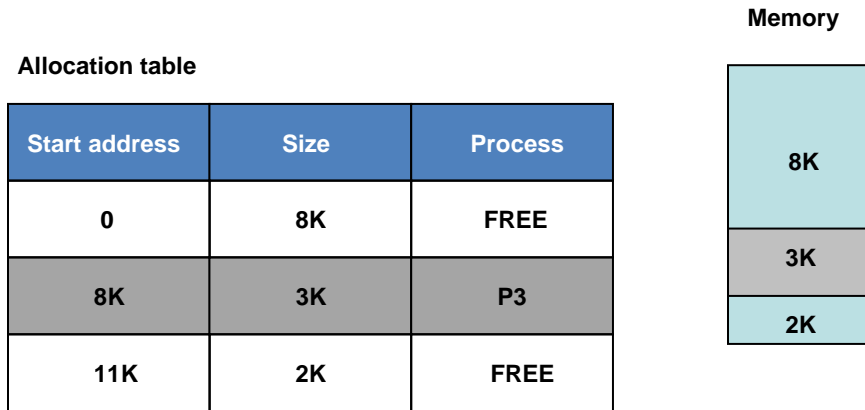 Memory
Allocation table
Start address Size Process
0 8K FREE
8K 3K P3
11K 2K FREE
8K
3K
2K